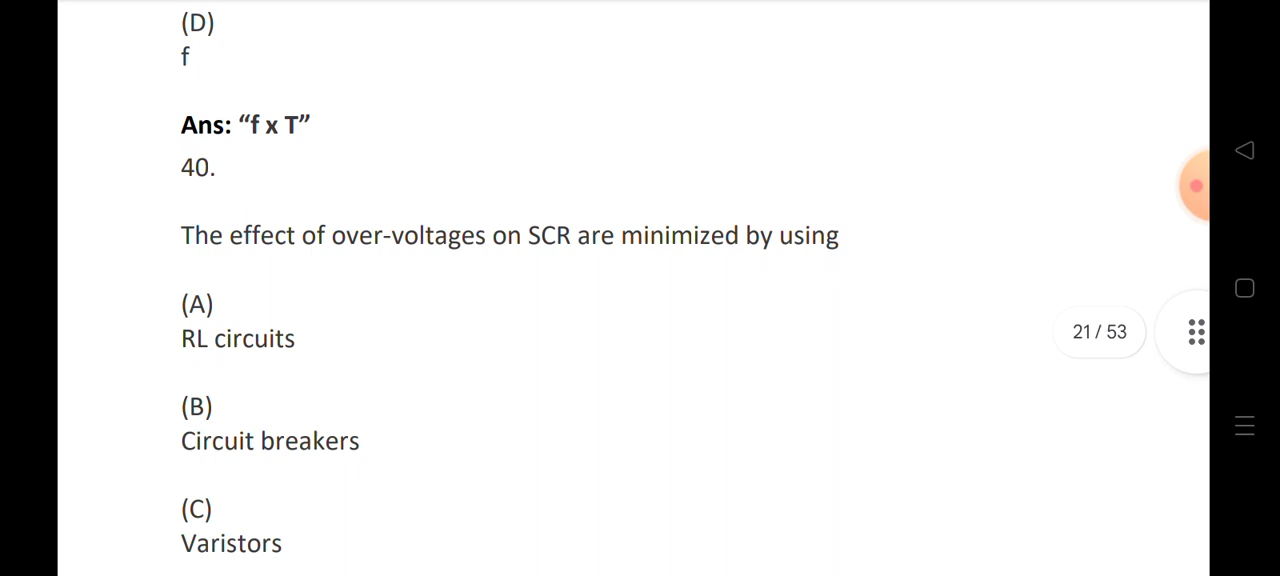 (D)
f
Ans: “f x T”
40.
The effect of over-voltages on SCR are minimized by using
(A)
RL circuits
21 / 53
(B)
Circuit breakers
(C)
Varistors